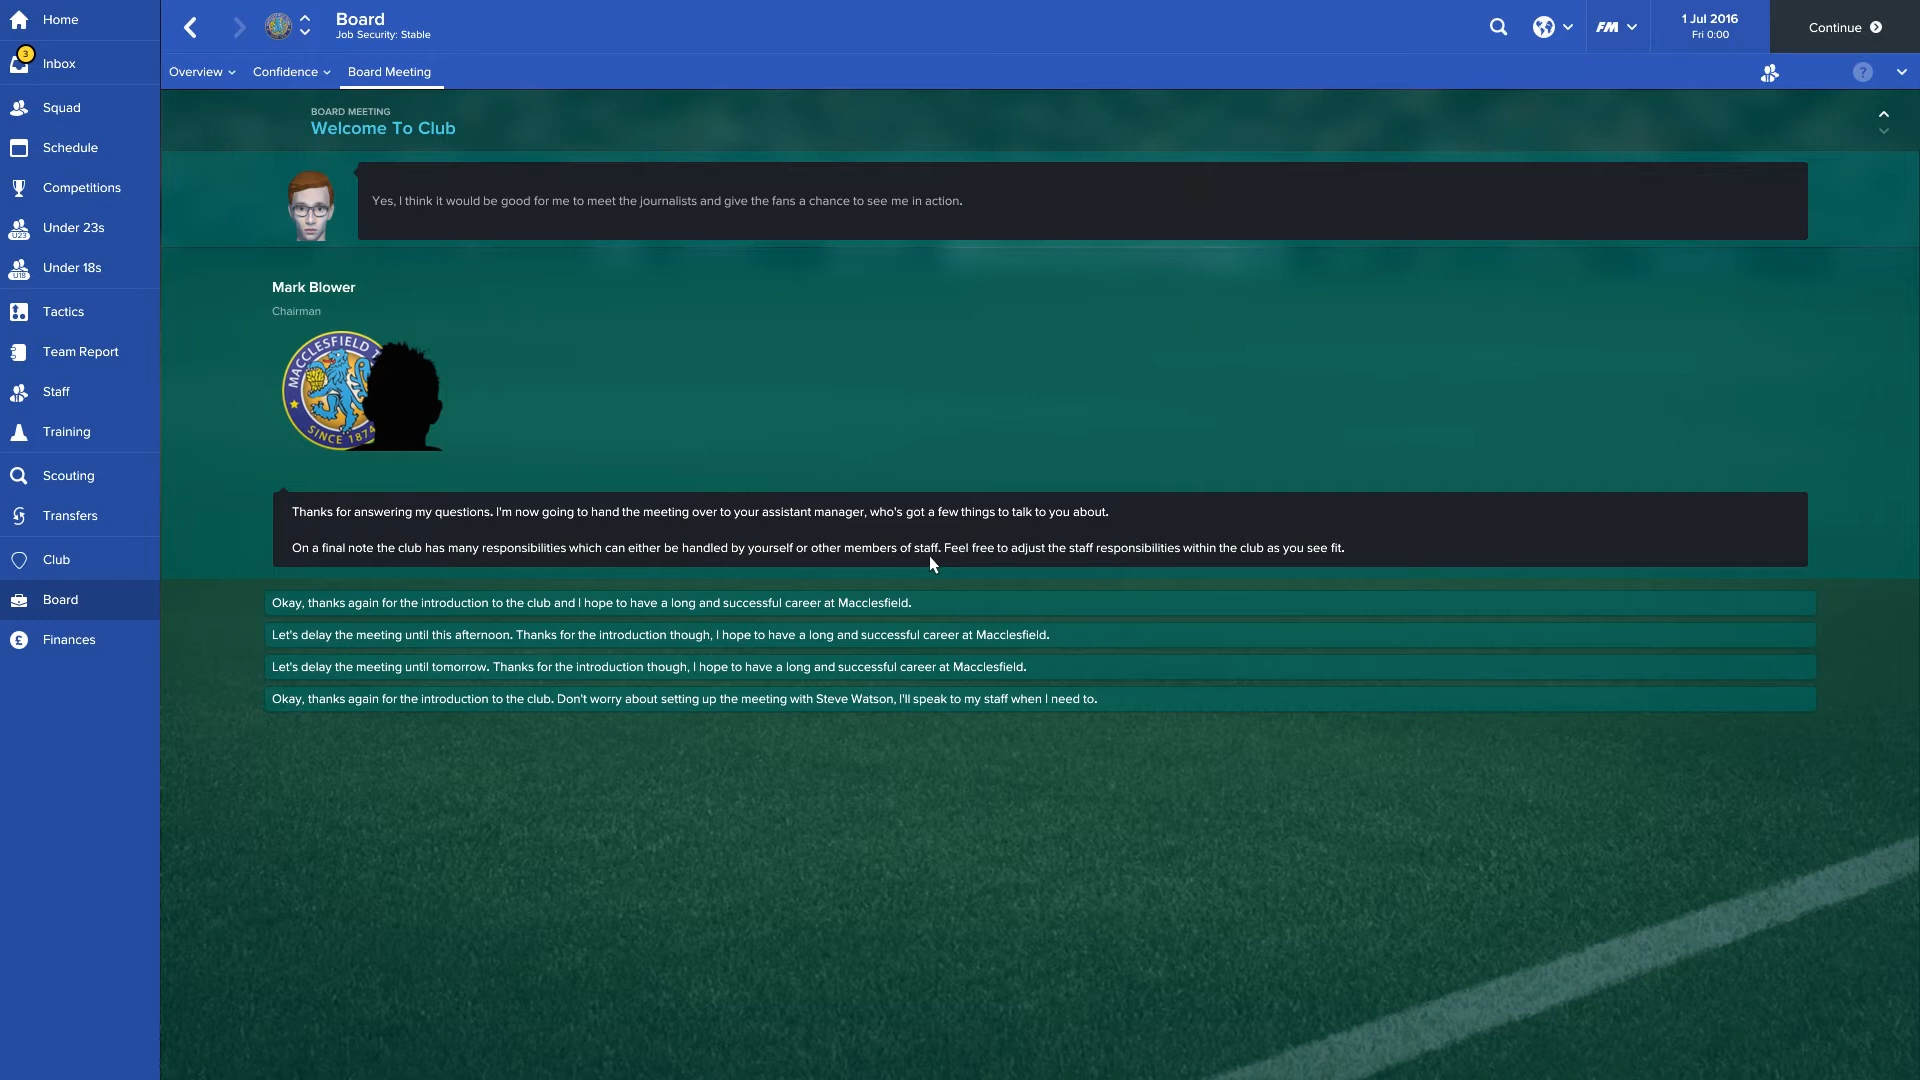 Home
3
Inbox
Squad
Schedule
Competitions
U23
Under 23s
U18
Under 18s
Tactics
Team Report
Staff
Training
Scouting
Transfers
Club
Board
£
Finances
Board
Job Security: Stable
FM
1 Jul 2016
Fri 0:00
Continue
Overview
Confidence
Board Meeting
?
BOARD MEETING
Welcome To Club
Yes, I think it would be good for me to meet the journalists and give the fans a chance to see me in action.
Mark Blower
Chairman
MACCLESFIELD T
SINCE 1874
Thanks for answering my questions. I'm now going to hand the meeting over to your assistant manager, who's got a few things to talk to you about.
On a final note the club has many responsibilities which can either be handled by yourself or other members of staff. Feel free to adjust the staff responsibilities within the club as you see fit.
Okay, thanks again for the introduction to the club and I hope to have a long and successful career at Macclesfield.
Let's delay the meeting until this afternoon. Thanks for the introduction though, I hope to have a long and successful career at Macclesfield.
Let's delay the meeting until tomorrow. Thanks for the introduction though, I hope to have a long and successful career at Macclesfield.
Okay, thanks again for the introduction to the club. Don't worry about setting up the meeting with Steve Watson, I'll speak to my staff when I need to.